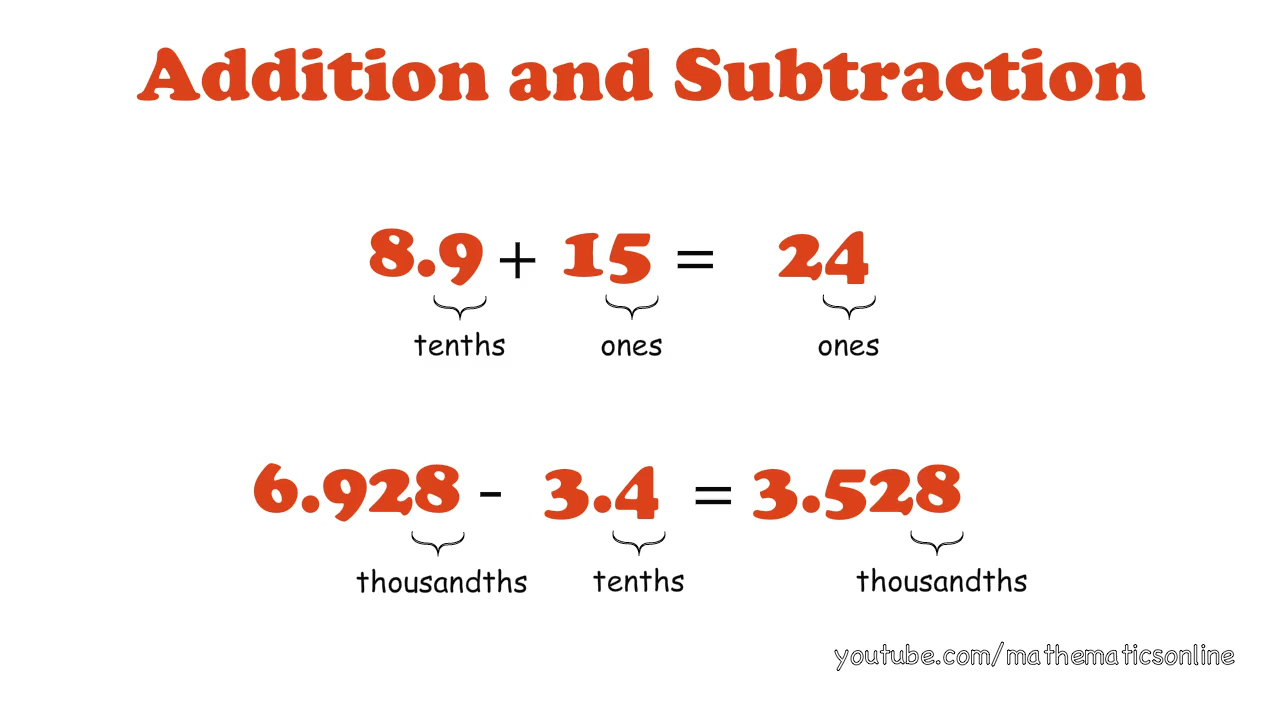 Addition and Subtraction
8.9 + 15 = 24
tenths ones ones
6.928 - 3.4 = 3.528
thousandths tenths thousandths
youtube.com/mathematicsonline